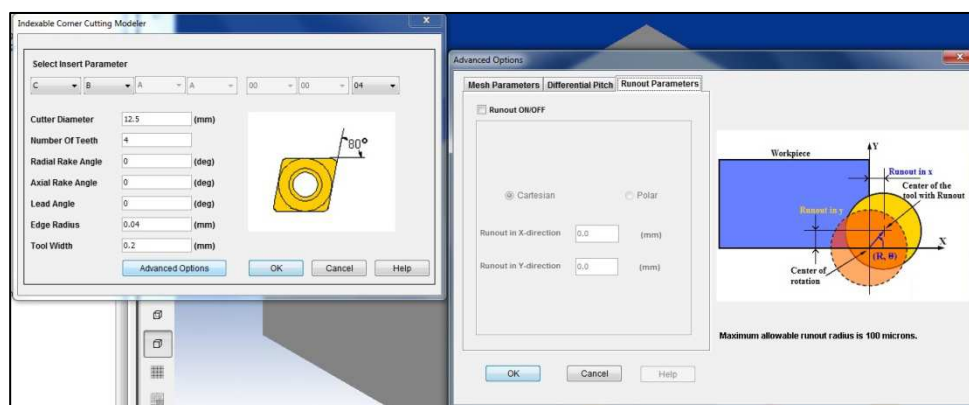 Indexable Corner Cutting Modeler
Select Insert Parameter
C B A A 00 00 04
Cutter Diameter 12.5 (mm)
Number Of Teeth 4
Radial Rake Angle 0 (deg)
Axial Rake Angle 0 (deg)
Lead Angle 0 (deg)
Edge Radius 0.04 (mm)
Tool Width 0.2 (mm)
80°
Advanced Options OK Cancel Help
Advanced Options
Mesh Parameters Differential Pitch Runout Parameters
Runout ON/OFF
Cartesian Polar
Runout in X-direction 0.0 (mm)
Runout in Y-direction 0.0 (mm)
Y
Workpiece
Runout in x
Center of the
tool with Runout
Runout in y
X
(R, θ)
Center of
rotation
Maximum allowable runout radius is 100 microns.
OK Cancel Help